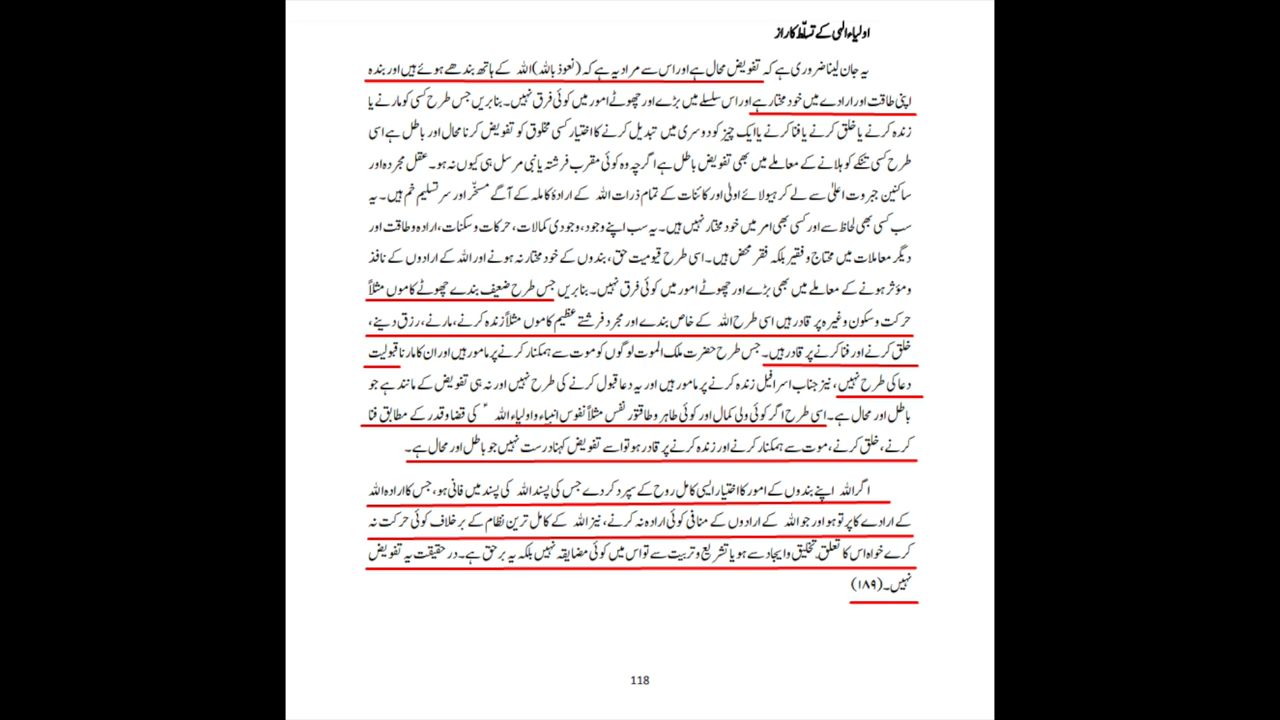 اولیاء الٰہی کے تسلّط کا راز
یہ جان لینا ضروری ہے کہ تفویض محال ہے اور اس سے مراد یہ ہے کہ (نعوذ باللہ) اللہ کے ہاتھ بندھے ہوئے ہیں اور بندہ
اپنی طاقت اور ارادے میں خود مختار ہے اور اس سلسلے میں بڑے اور چھوٹے امور میں کوئی فرق نہیں۔ بنابریں جس طرح کسی کو مارنے یا
زندہ کرنے یا خلق کرنے یا فنا کرنے یا ایک چیز کو دوسری میں تبدیل کرنے کا اختیار کسی مخلوق کو تفویض کرنا محال اور باطل ہے اسی
طرح کسی تنکے کو ہلانے کے معاملے میں بھی تفویض باطل ہے اگرچہ وہ کوئی مقرب فرشتہ یا نبی مرسل ہی کیوں نہ ہو۔ عقل مجردہ اور
ساکنین جبروت اعلیٰ سے لے کر ہیولائے اولیٰ اور کائنات کے تمام ذرات اللہ کے ارادۂ کاملہ کے آگے مسخّر اور سر تسلیم خم ہیں۔ یہ
سب کسی بھی لحاظ سے اور کسی بھی امر میں خود مختار نہیں ہیں۔ یہ سب اپنے وجود، وجودی کمالات، حرکات و سکنات، ارادہ و طاقت اور
دیگر معاملات میں محتاج و فقیر بلکہ فقر محض ہیں۔ اسی طرح قیومیت حق، بندوں کے خود مختار نہ ہونے اور اللہ کے ارادوں کے نافذ
و مؤثر ہونے کے معاملے میں بھی بڑے اور چھوٹے امور میں کوئی فرق نہیں۔ بنابریں جس طرح ضعیف بندے چھوٹے کاموں مثلاً
حرکت و سکون وغیرہ پر قادر ہیں اسی طرح اللہ کے خاص بندے اور مجرد فرشتے عظیم کاموں مثلاً زندہ کرنے، مارنے، رزق دینے،
خلق کرنے اور فنا کرنے پر قادر ہیں۔ جس طرح حضرت ملک الموت لوگوں کو موت سے ہمکنار کرنے پر مامور ہیں اور ان کا مارنا قبولیت
دعا کی طرح نہیں، نیز جناب اسرافیل زندہ کرنے پر مامور ہیں اور یہ دعا قبول کرنے کی طرح نہیں اور نہ ہی تفویض کے مانند ہے جو
باطل اور محال ہے۔ اسی طرح اگر کوئی ولی کمال اور کوئی طاہر و طاقتور نفس مثلاً نفوس انبیاء و اولیاء اللہ کی قضا و قدر کے مطابق فنا
کرنے، خلق کرنے، موت سے ہمکنار کرنے اور زندہ کرنے پر قادر ہو تو اسے تفویض کہنا درست نہیں جو باطل اور محال ہے۔
اگر اللہ اپنے بندوں کے امور کا اختیار ایسی کامل روح کے سپرد کر دے جس کی پسند اللہ کی پسند میں فانی ہو، جس کا ارادہ اللہ
کے ارادے کا پرتو ہو اور جو اللہ کے ارادوں کے منافی کوئی ارادہ نہ کرنے، نیز اللہ کے کامل ترین نظام کے برخلاف کوئی حرکت نہ
کرے خواہ اس کا تعلق تخلیق و ایجاد سے ہو یا تشریع و تربیت سے تو اس میں کوئی مضایقہ نہیں بلکہ یہ برحق ہے۔ در حقیقت یہ تفویض
نہیں۔ (۱۸۹)
118